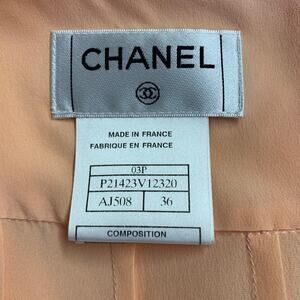 CHANEL
MADE IN FRANCE
FABRIQUE EN FRANCE
03P
P21423V12320
AJ508 36
COMPOSITION